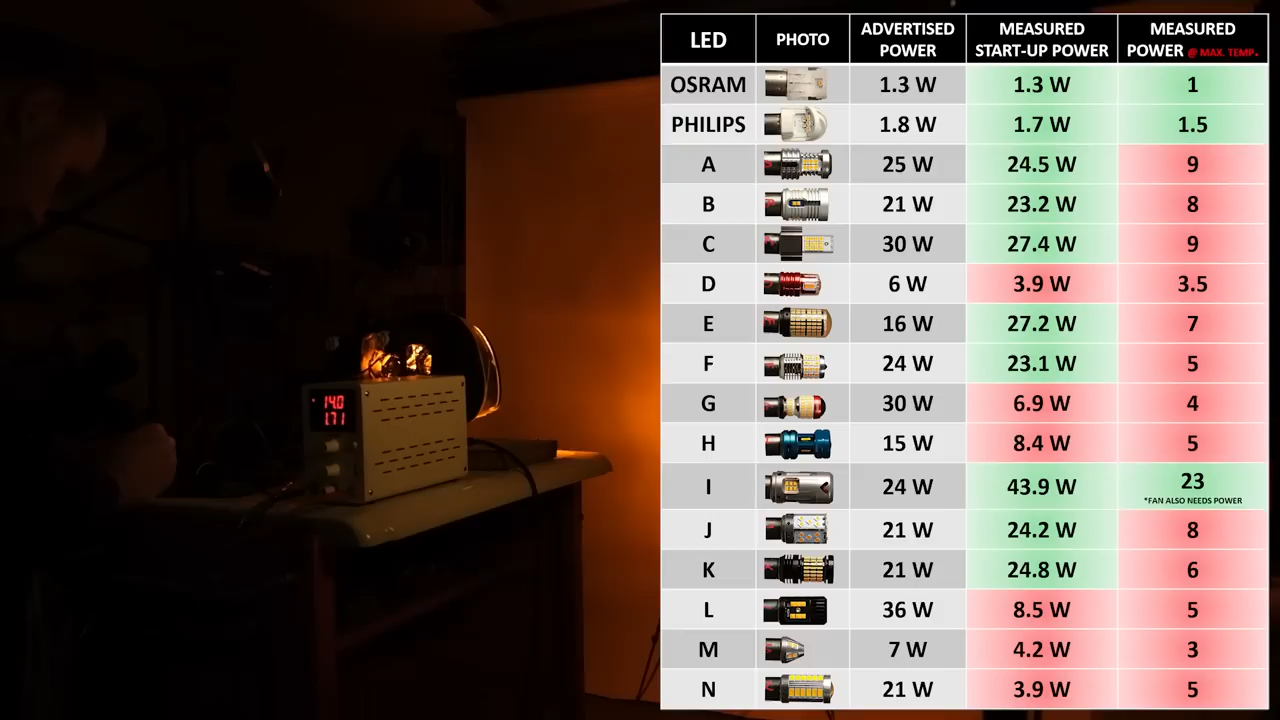 LED PHOTO ADVERTISED POWER MEASURED START-UP POWER MEASURED POWER @ MAX. TEMP.
OSRAM 1.3 W 1.3 W 1
PHILIPS 1.8 W 1.7 W 1.5
A 25 W 24.5 W 9
B 21 W 23.2 W 8
C 30 W 27.4 W 9
D 6 W 3.9 W 3.5
E 16 W 27.2 W 7
F 24 W 23.1 W 5
G 30 W 6.9 W 4
H 15 W 8.4 W 5
I 24 W 43.9 W 23
*FAN ALSO NEEDS POWER
J 21 W 24.2 W 8
K 21 W 24.8 W 6
L 36 W 8.5 W 5
M 7 W 4.2 W 3
N 21 W 3.9 W 5
14.0
1.71